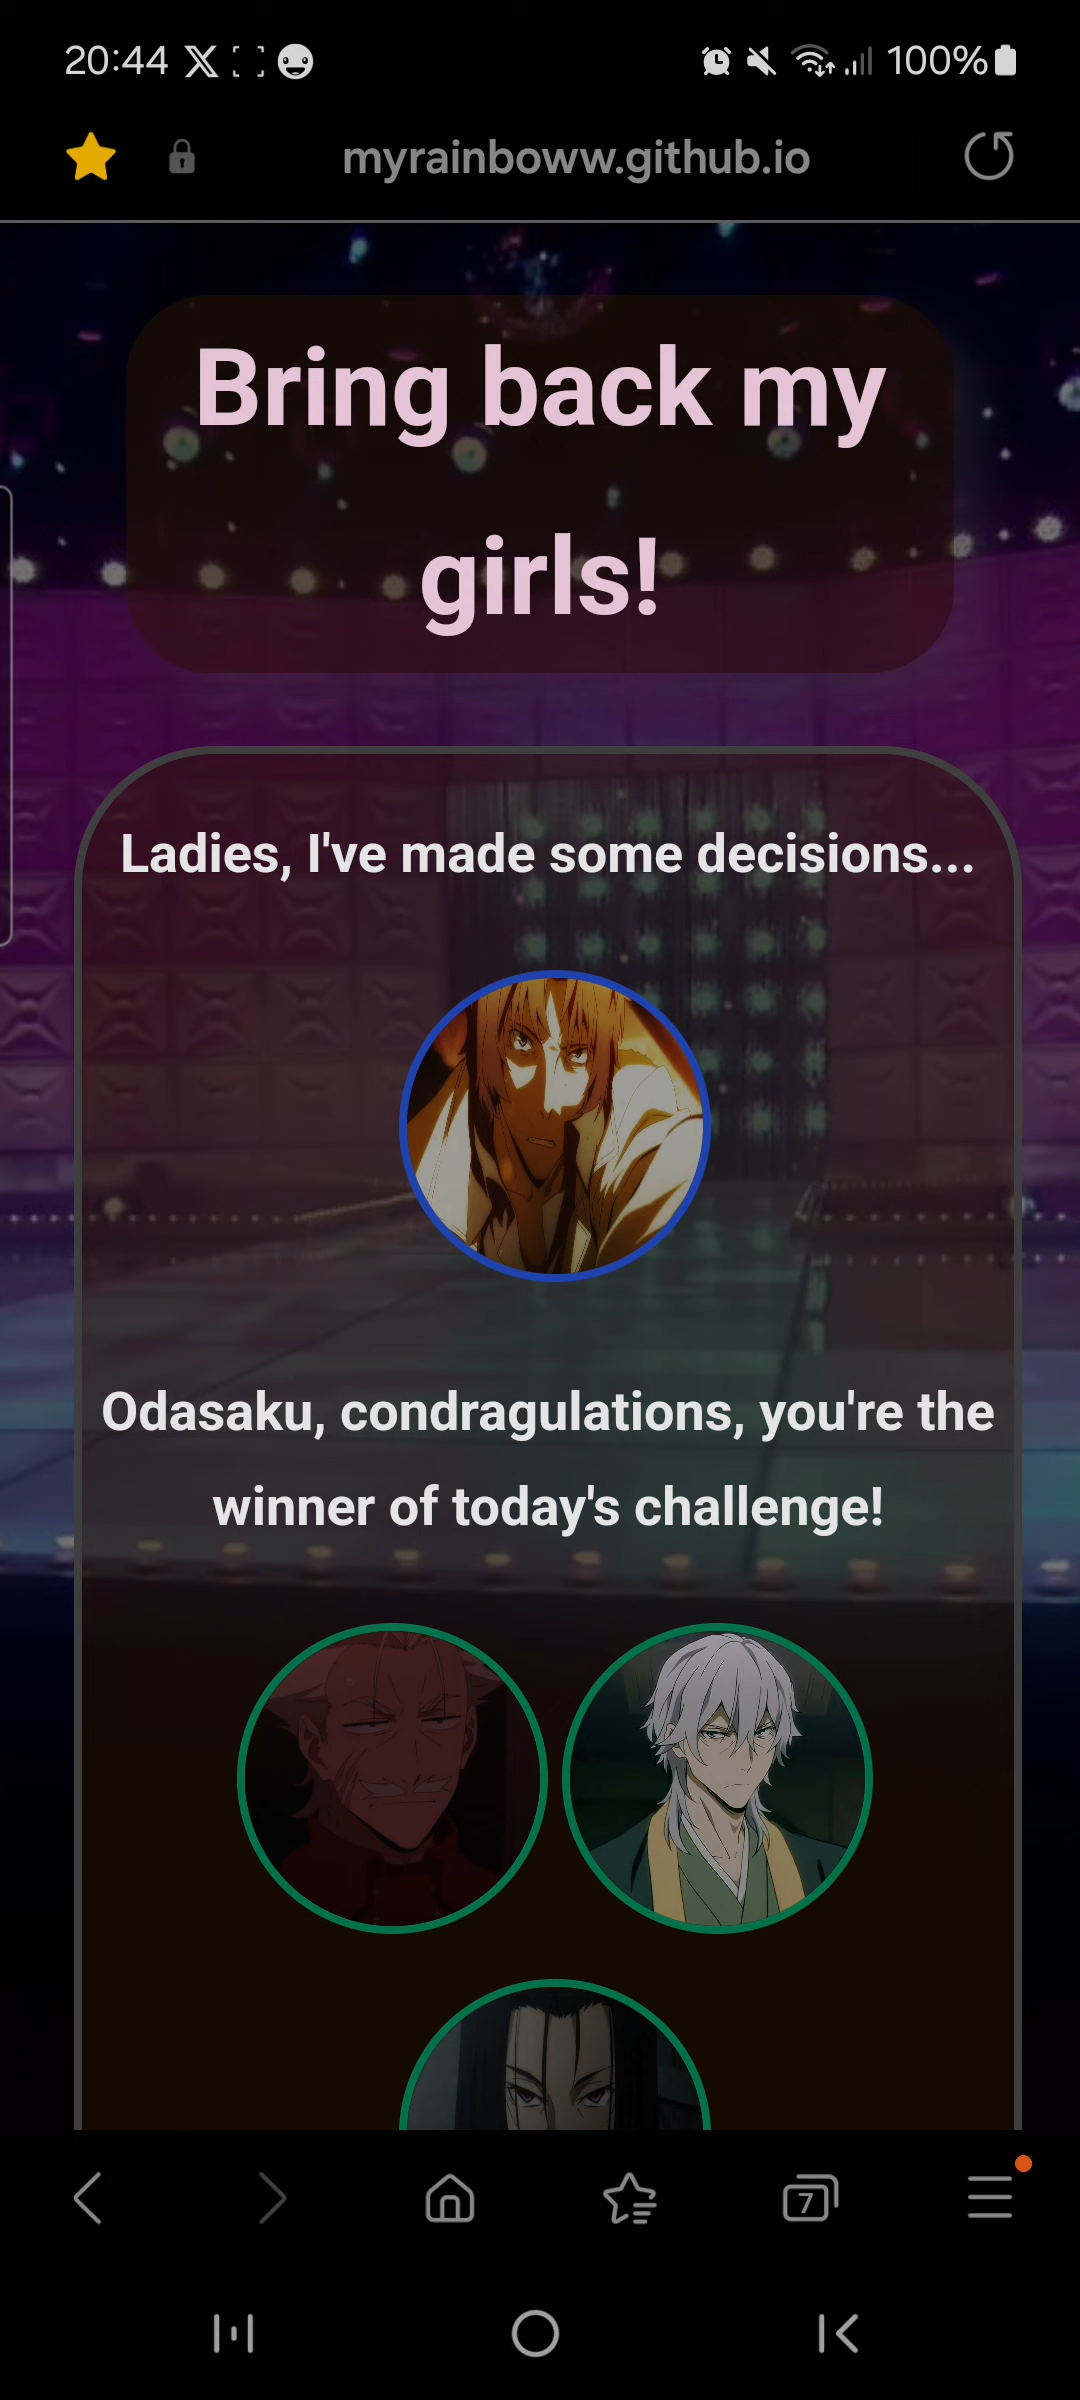 20:44
100%
myrainboww.github.io
Bring back my
girls!
Ladies, I've made some decisions...
Odasaku, condragulations, you're the
winner of today's challenge!
7